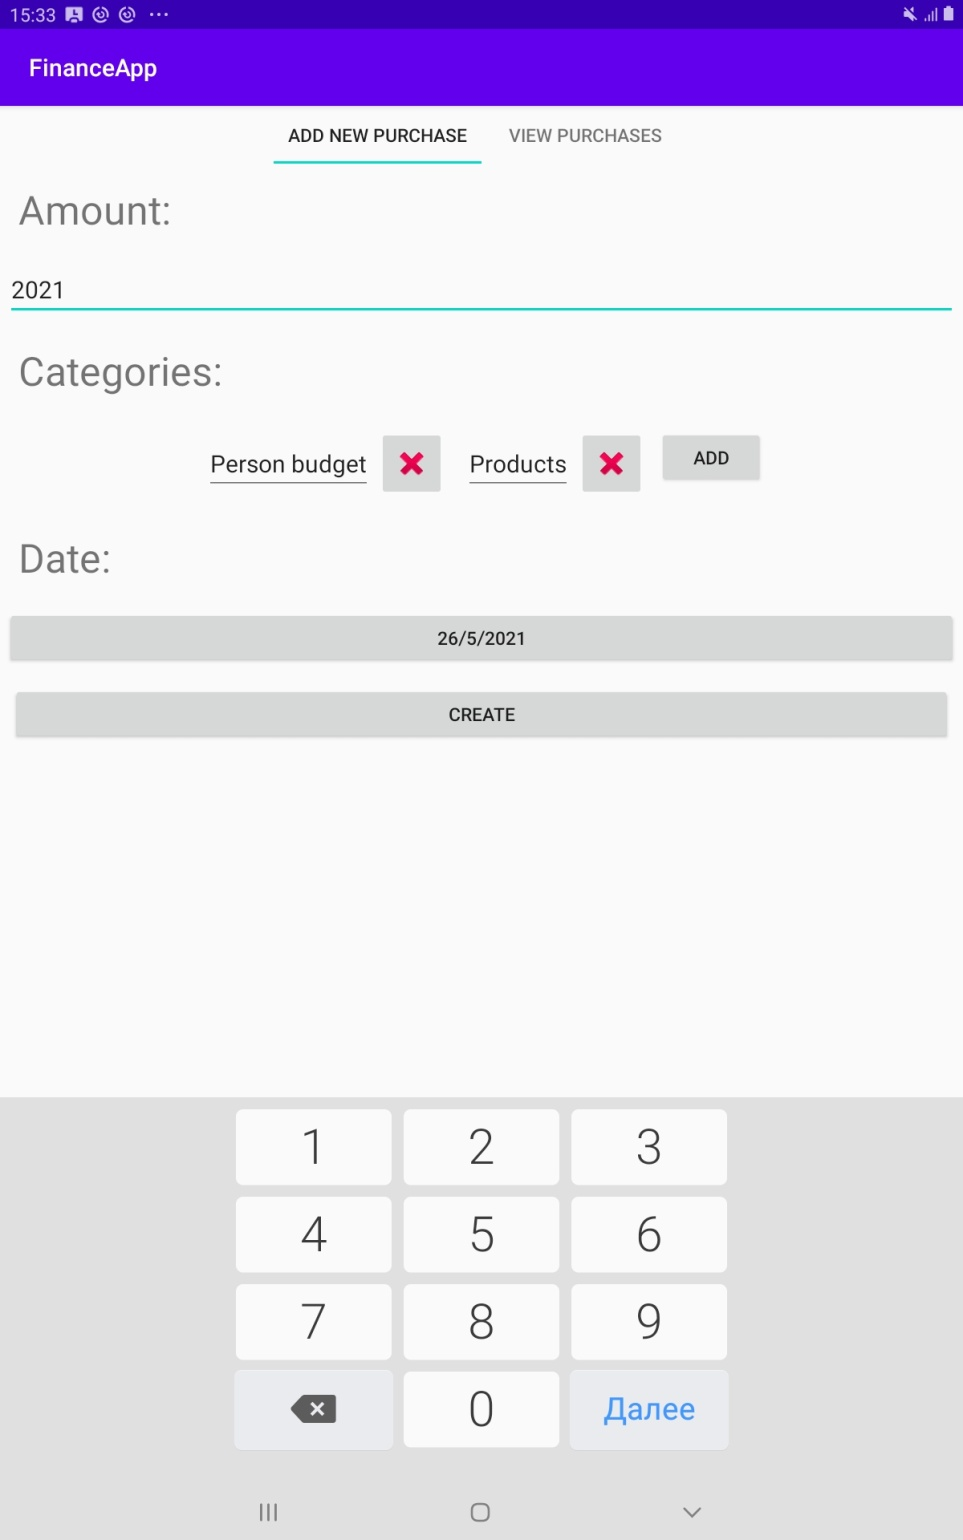 15:33
FinanceApp
ADD NEW PURCHASE VIEW PURCHASES
Amount:
2021
Categories:
Person budget Products ADD
Date:
26/5/2021
CREATE
1 2 3
4 5 6
7 8 9
0 Далее